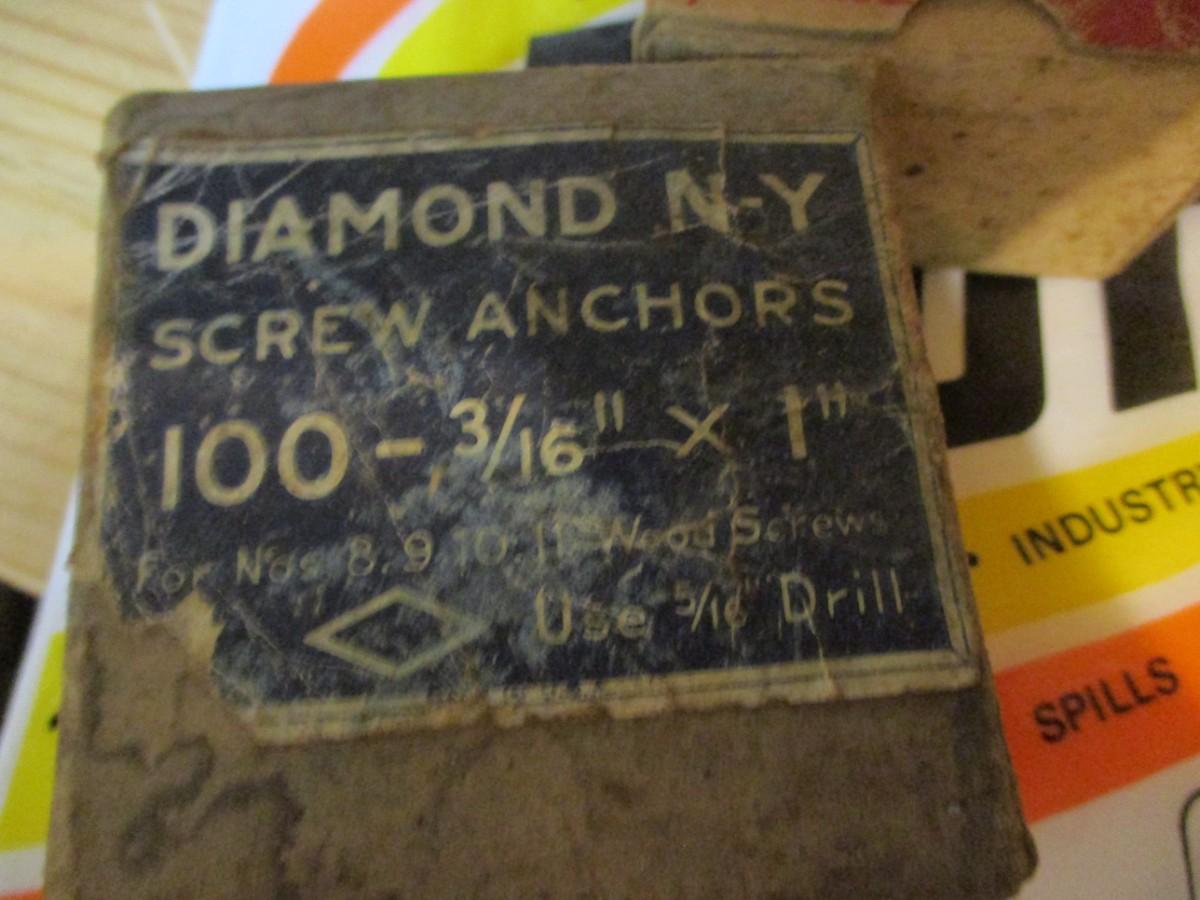 DIAMOND N-Y
SCREW ANCHORS
100 - 3/16" X 1"
For Nos 8. 9 10 11 Wood Screws
Use 5/16" Drill
INDUSTR
SPILLS